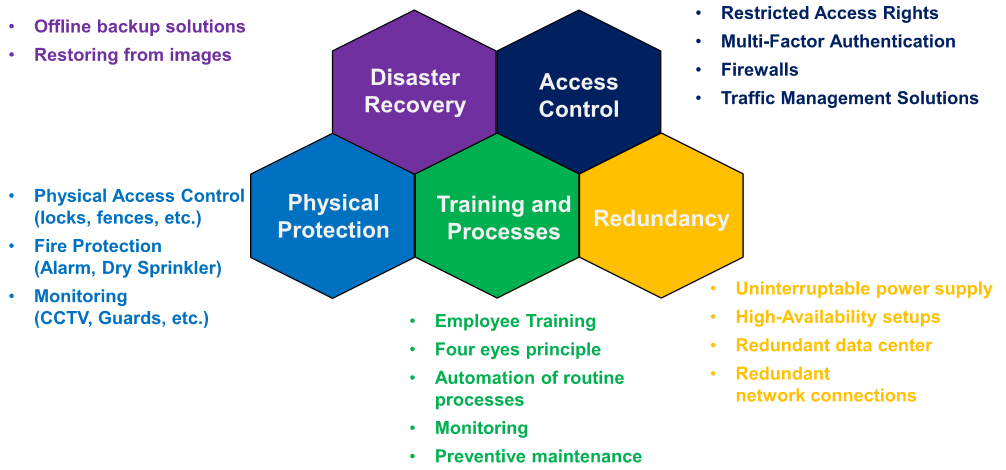 • Offline backup solutions
• Restoring from images
Disaster
Recovery
Access
Control
• Restricted Access Rights
• Multi-Factor Authentication
• Firewalls
• Traffic Management Solutions
• Physical Access Control
(locks, fences, etc.)
• Fire Protection
(Alarm, Dry Sprinkler)
• Monitoring
(CCTV, Guards, etc.)
Physical
Protection
Training and
Processes
Redundancy
• Employee Training
• Four eyes principle
• Automation of routine
processes
• Monitoring
• Preventive maintenance
• Uninterruptable power supply
• High-Availability setups
• Redundant data center
• Redundant
network connections